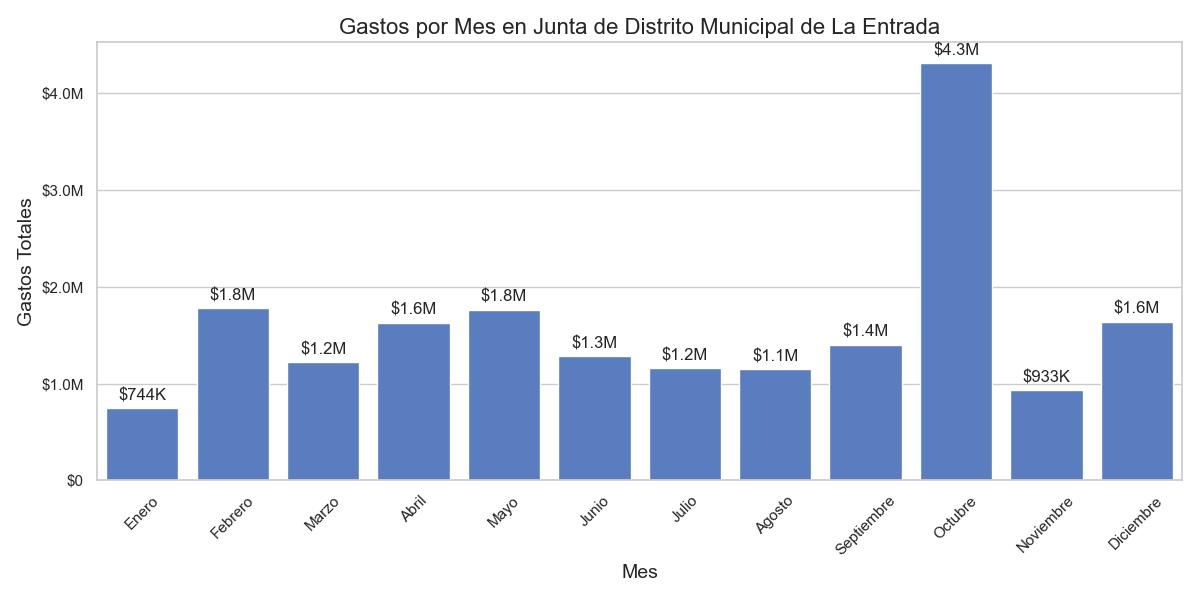 Gastos por Mes en Junta de Distrito Municipal de La Entrada
Gastos Totales
$4.0M
$3.0M
$2.0M
$1.0M
$0
$744K
$1.8M
$1.2M
$1.6M
$1.8M
$1.3M
$1.2M
$1.1M
$1.4M
$4.3M
$933K
$1.6M
Enero
Febrero
Marzo
Abril
Mayo
Junio
Julio
Agosto
Septiembre
Octubre
Noviembre
Diciembre
Mes